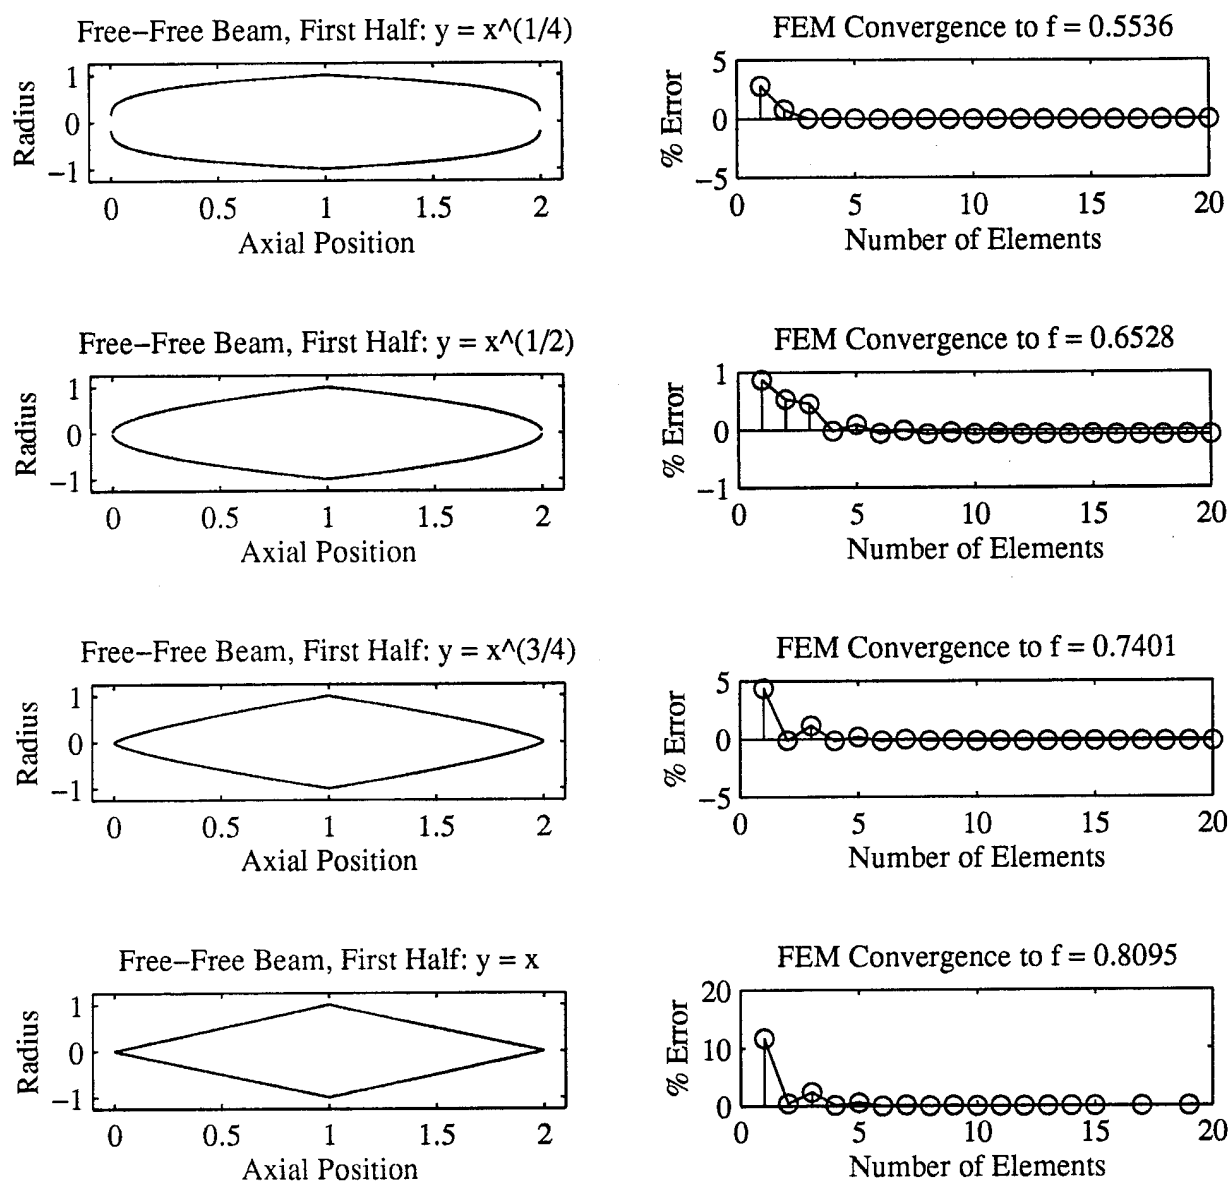 Free−Free Beam, First Half: y = x^(1/4)
Radius
1
0
−1
0
0.5
1
1.5
2
Axial Position
FEM Convergence to f = 0.5536
% Error
5
0
−5
0
5
10
15
20
Number of Elements
Free−Free Beam, First Half: y = x^(1/2)
Radius
1
0
−1
0
0.5
1
1.5
2
Axial Position
FEM Convergence to f = 0.6528
% Error
1
0
−1
0
5
10
15
20
Number of Elements
Free−Free Beam, First Half: y = x^(3/4)
Radius
1
0
−1
0
0.5
1
1.5
2
Axial Position
FEM Convergence to f = 0.7401
% Error
5
0
−5
0
5
10
15
20
Number of Elements
Free−Free Beam, First Half: y = x
Radius
1
0
−1
0
0.5
1
1.5
2
Axial Position
FEM Convergence to f = 0.8095
% Error
20
10
0
0
5
10
15
20
Number of Elements